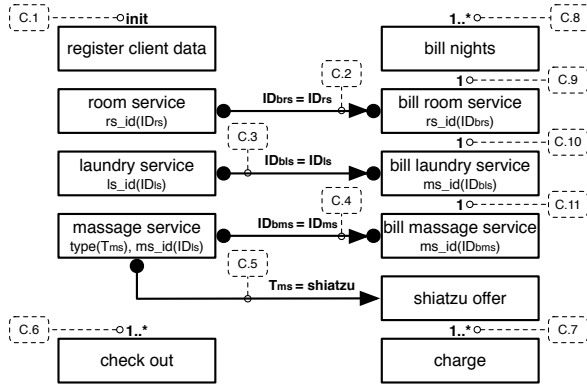 C.1
init
1..*
C.8
register client data
bill nights
C.2
1
C.9
room service
rs_id(IDrs)
IDbrs = IDrs
bill room service
rs_id(IDbrs)
C.3
1
C.10
laundry service
ls_id(IDls)
IDbls = IDls
bill laundry service
ms_id(IDbls)
C.4
1
C.11
massage service
type(Tms), ms_id(IDls)
IDbms = IDms
bill massage service
ms_id(IDbms)
C.5
Tms = shiatzu
shiatzu offer
C.6
1..*
1..*
C.7
check out
charge